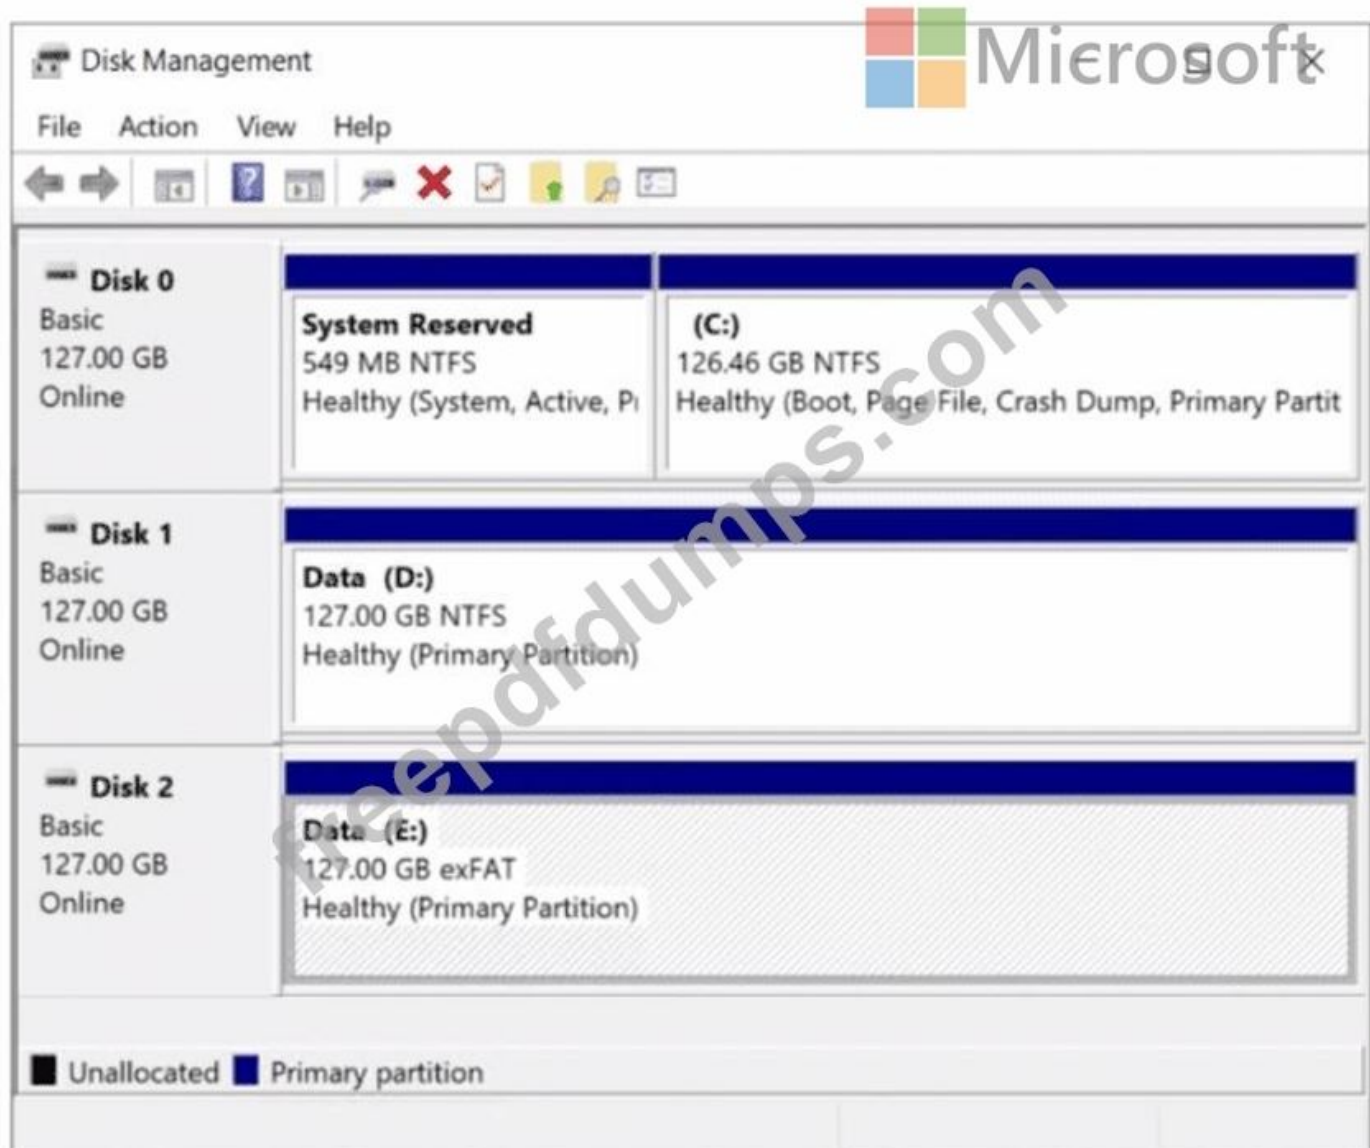 Disk Management
Microsoft
File Action View Help
Disk 0
Basic
127.00 GB
Online
System Reserved
549 MB NTFS
Healthy (System, Active, Pi
(C:)
126.46 GB NTFS
Healthy (Boot, Page File, Crash Dump, Primary Partit
Disk 1
Basic
127.00 GB
Online
Data (D:)
127.00 GB NTFS
Healthy (Primary Partition)
Disk 2
Basic
127.00 GB
Online
Data (E:)
127.00 GB exFAT
Healthy (Primary Partition)
freepdfdumps.com
Unallocated Primary partition